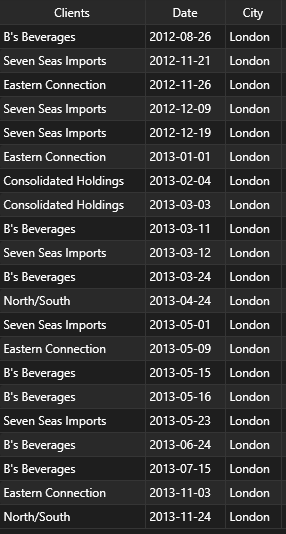 Clients Date City
B's Beverages 2012-08-26 London
Seven Seas Imports 2012-11-21 London
Eastern Connection 2012-11-26 London
Seven Seas Imports 2012-12-09 London
Seven Seas Imports 2012-12-19 London
Eastern Connection 2013-01-01 London
Consolidated Holdings 2013-02-04 London
Consolidated Holdings 2013-03-03 London
B's Beverages 2013-03-11 London
Seven Seas Imports 2013-03-12 London
B's Beverages 2013-03-24 London
North/South 2013-04-24 London
Seven Seas Imports 2013-05-01 London
Eastern Connection 2013-05-09 London
B's Beverages 2013-05-15 London
B's Beverages 2013-05-16 London
Seven Seas Imports 2013-05-23 London
B's Beverages 2013-06-24 London
B's Beverages 2013-07-15 London
Eastern Connection 2013-11-03 London
North/South 2013-11-24 London